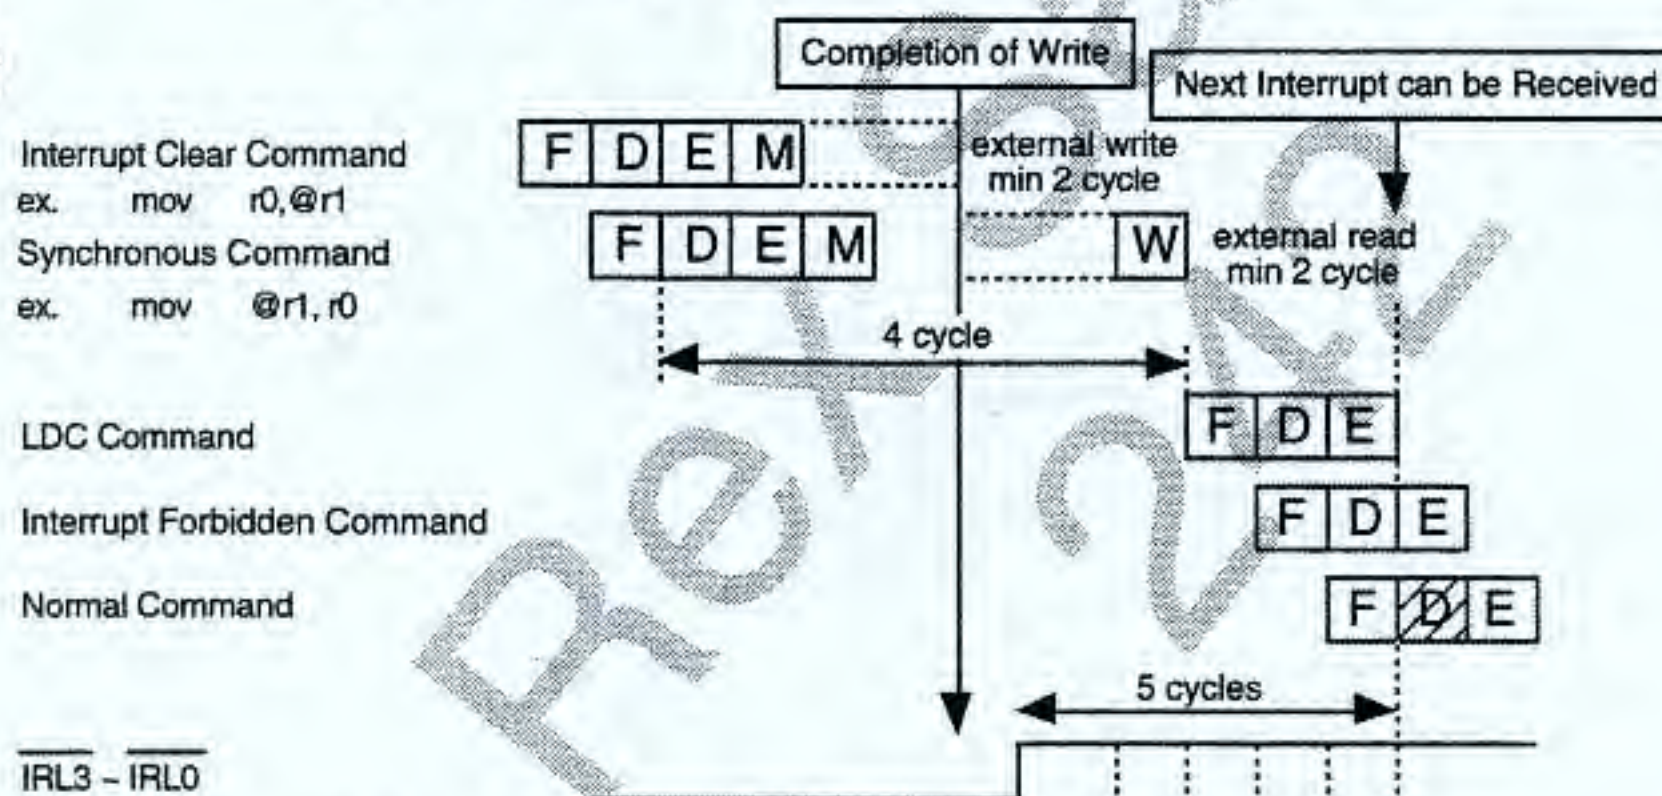 Completion of Write
Next Interrupt can be Received
Interrupt Clear Command
F D E M
external write
min 2 cycle
ex. mov r0,@r1
Synchronous Command
F D E M
W
external read
min 2 cycle
ex. mov @r1, r0
4 cycle
LDC Command
F D E
Interrupt Forbidden Command
F D E
Normal Command
F D E
5 cycles
IRL3 – IRL0
Rex